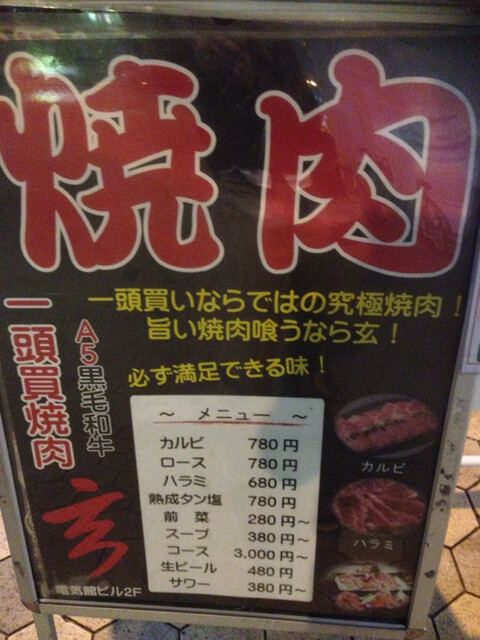 焼肉
一頭買いならではの究極焼肉！
旨い焼肉喰うなら玄！
必ず満足できる味！
一頭買焼肉
A5黒毛和牛
玄
電気館ビル2F
～ メニュー ～
カルビ 780円
ロース 780円
ハラミ 680円
熟成タン塩 780円
前菜 280円～
スープ 380円～
コース 3,000円～
生ビール 480円
サワー 380円～
カルビ
ハラミ